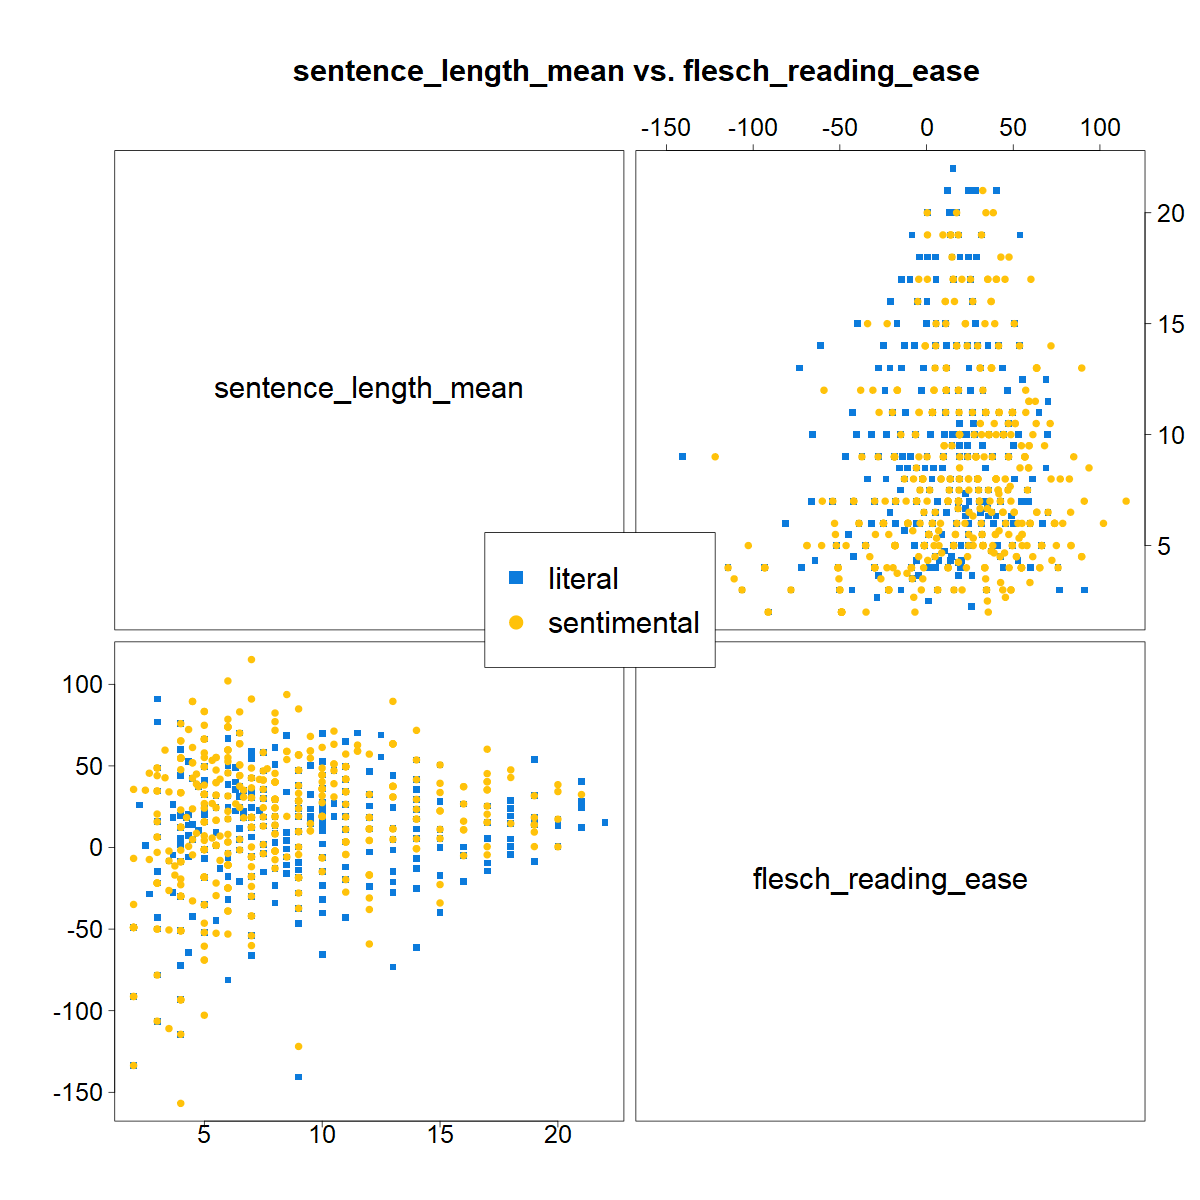 sentence_length_mean vs. flesch_reading_ease
-150 -100 -50 0 50 100
20
15
10
5
sentence_length_mean
literal
sentimental
100
50
0
-50
-100
-150
flesch_reading_ease
5 10 15 20